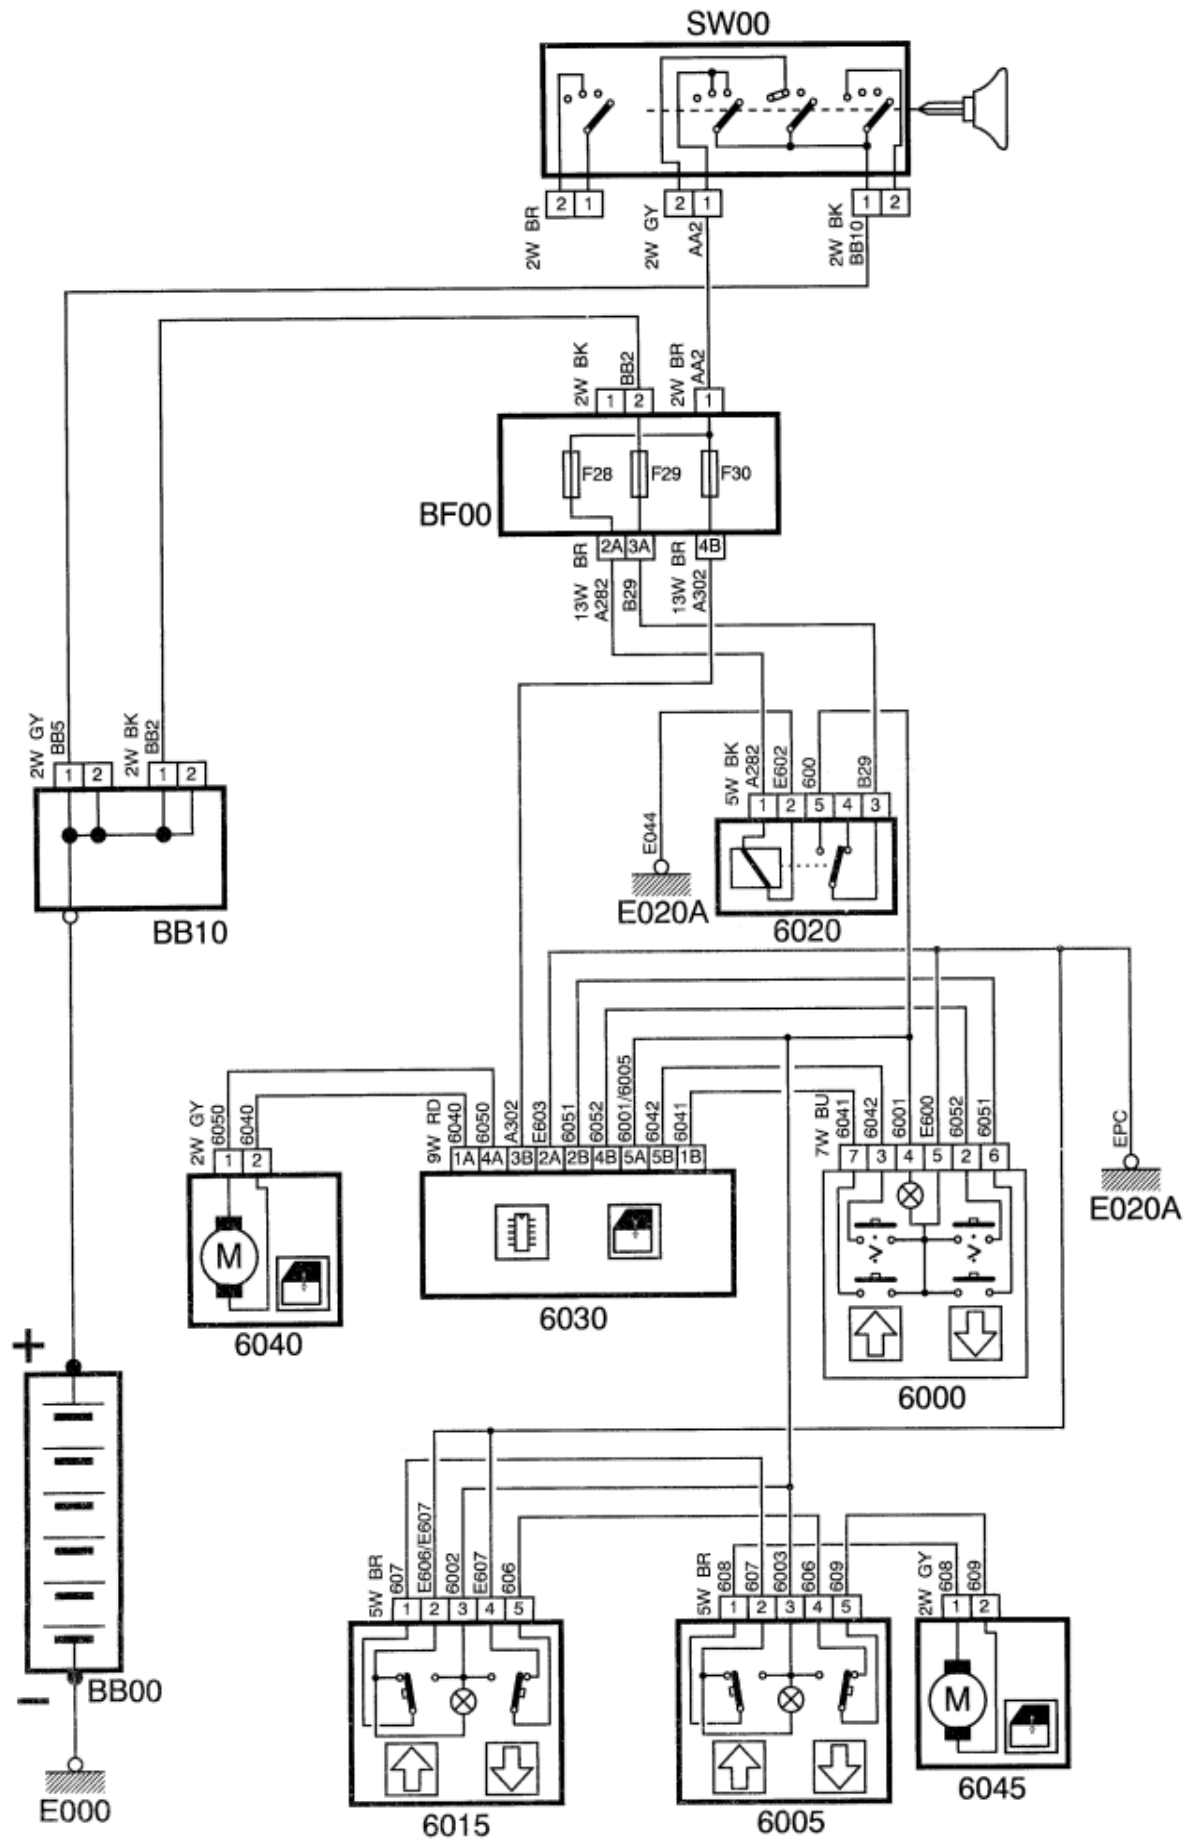 SW00
2 1
2 1
1 2
2W BR
2W GY
AA2
2W BK
BB10
2W BK
BB2
2W BR
AA2
1 2
1
F28
F29
F30
BF00
2A 3A
4B
13W BR
A282
B29
13W BR
A302
2W GY
BB5
2W BK
BB2
1 2
1 2
BB10
5W BK
A282
E602
600
B29
1 2 5 4 3
E044
E020A
6020
2W GY
6050
6040
1 2
M
6040
9W RD
6040
6050
A302
E603
6051
6052
6001/6005
6042
6041
1A 4A 3B 2A 2B 4B 5A 5B 1B
6030
7W BU
6041
6042
6001
E600
6052
6051
7 3 4 5 2 6
6000
EPC
E020A
+
−
BB00
E000
5W BR
607
E606/E607
6002
E607
606
1 2 3 4 5
6015
5W BR
608
607
6003
606
609
1 2 3 4 5
6005
2W GY
608
609
1 2
M
6045